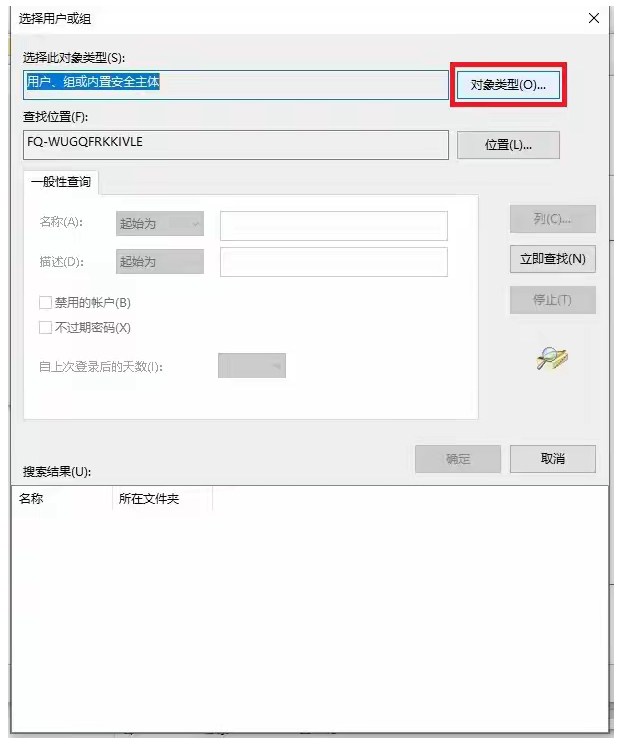 选择用户或组
选择此对象类型(S):
用户、组或内置安全主体
对象类型(O)...
查找位置(F):
FQ-WUGQFRKKIVLE
位置(L)...
一般性查询
名称(A):
起始为
列(C)...
描述(D):
起始为
立即查找(N)
禁用的帐户(B)
停止(T)
不过期密码(X)
自上次登录后的天数(I):
确定
取消
搜索结果(U):
名称
所在文件夹